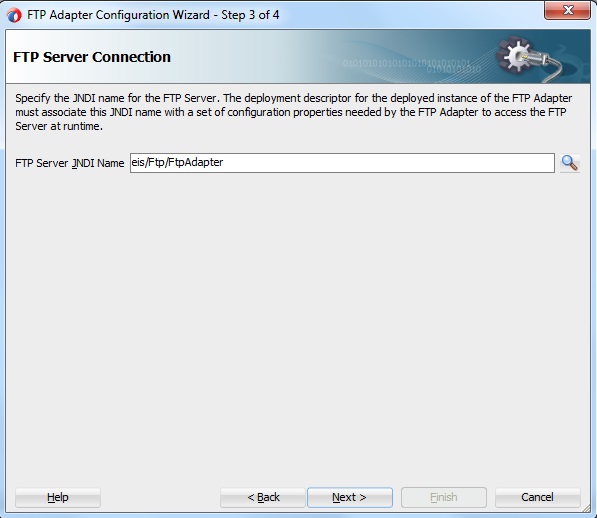 FTP Adapter Configuration Wizard - Step 3 of 4
FTP Server Connection
Specify the JNDI name for the FTP Server. The deployment descriptor for the deployed instance of the FTP Adapter
must associate this JNDI name with a set of configuration properties needed by the FTP Adapter to access the FTP
Server at runtime.
FTP Server JNDI Name eis/Ftp/FtpAdapter
Help < Back Next > Finish Cancel